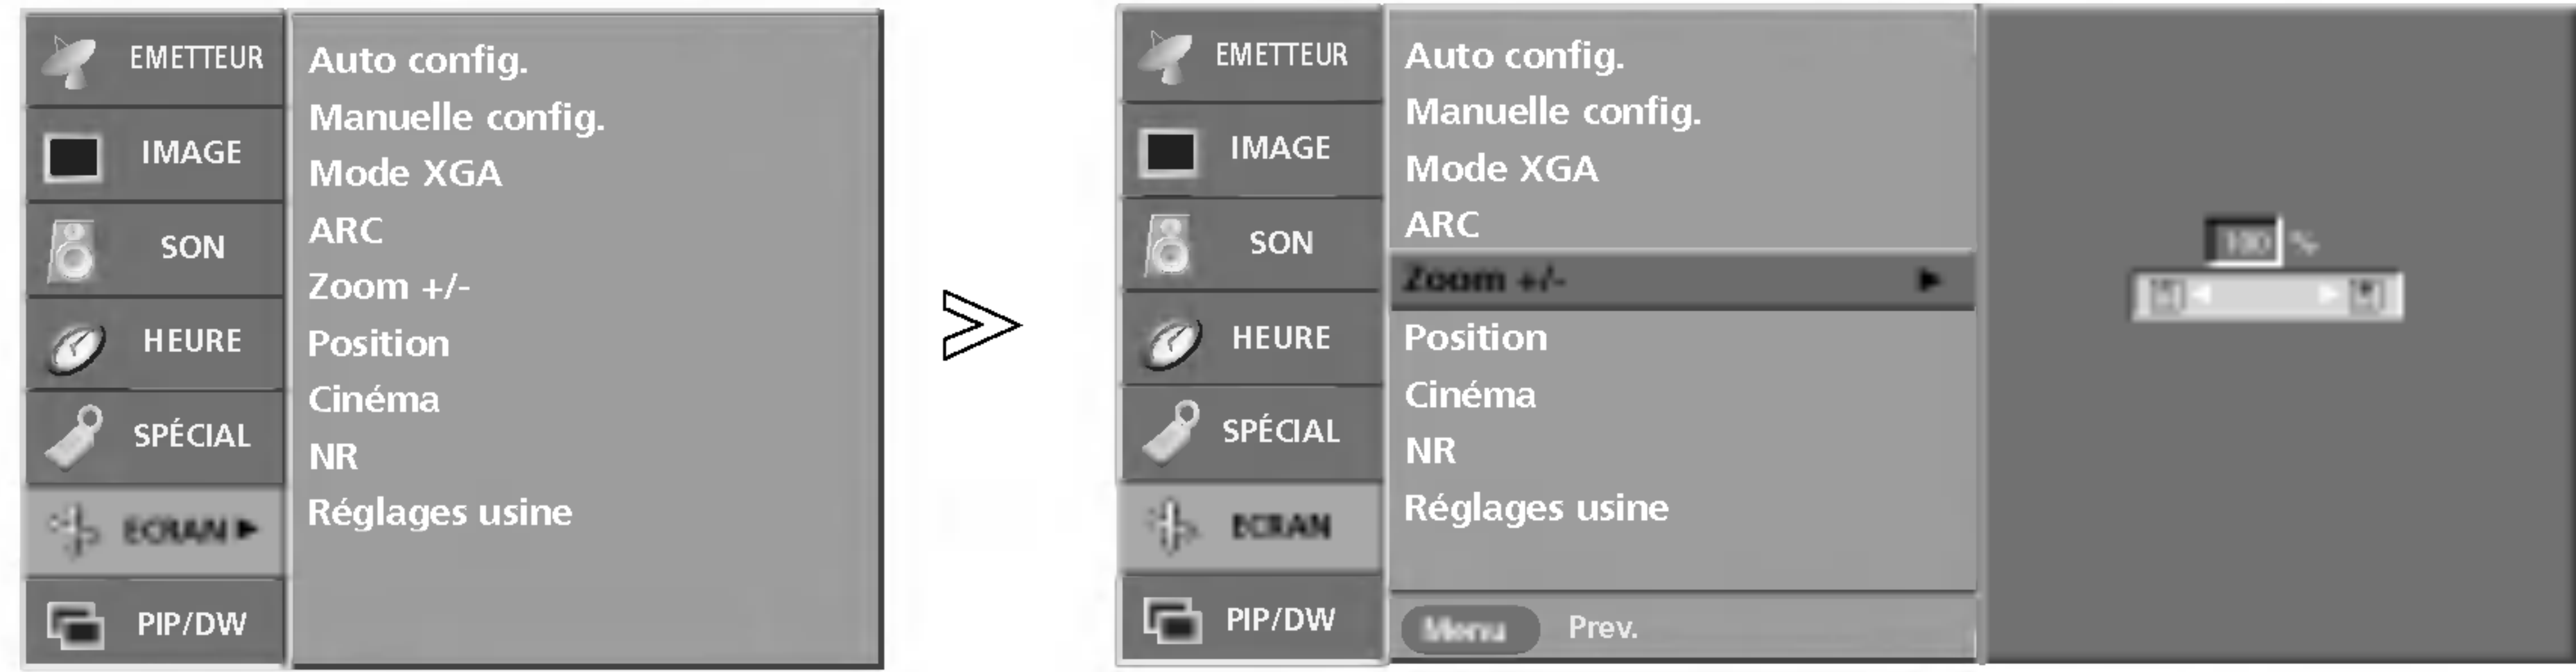 EMETTEUR
IMAGE
SON
HEURE
SPÉCIAL
ECRAN ►
PIP/DW
Auto config.
Manuelle config.
Mode XGA
ARC
Zoom +/-
Position
Cinéma
NR
Réglages usine
EMETTEUR
IMAGE
SON
HEURE
SPÉCIAL
ECRAN
PIP/DW
Auto config.
Manuelle config.
Mode XGA
ARC
Zoom +/- ►
Position
Cinéma
NR
Réglages usine
Menu Prev.
100 %